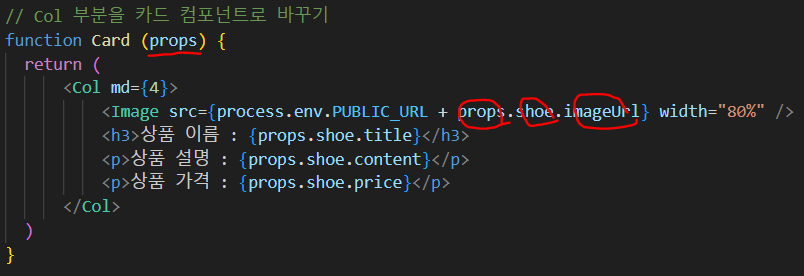 // Col 부분을 카드 컴포넌트로 바꾸기
function Card (props) {
return (
<Col md={4}>
<Image src={process.env.PUBLIC_URL + props.shoe.imageUrl} width="80%" />
<h3>상품 이름 : {props.shoe.title}</h3>
<p>상품 설명 : {props.shoe.content}</p>
<p>상품 가격 : {props.shoe.price}</p>
</Col>
)
}